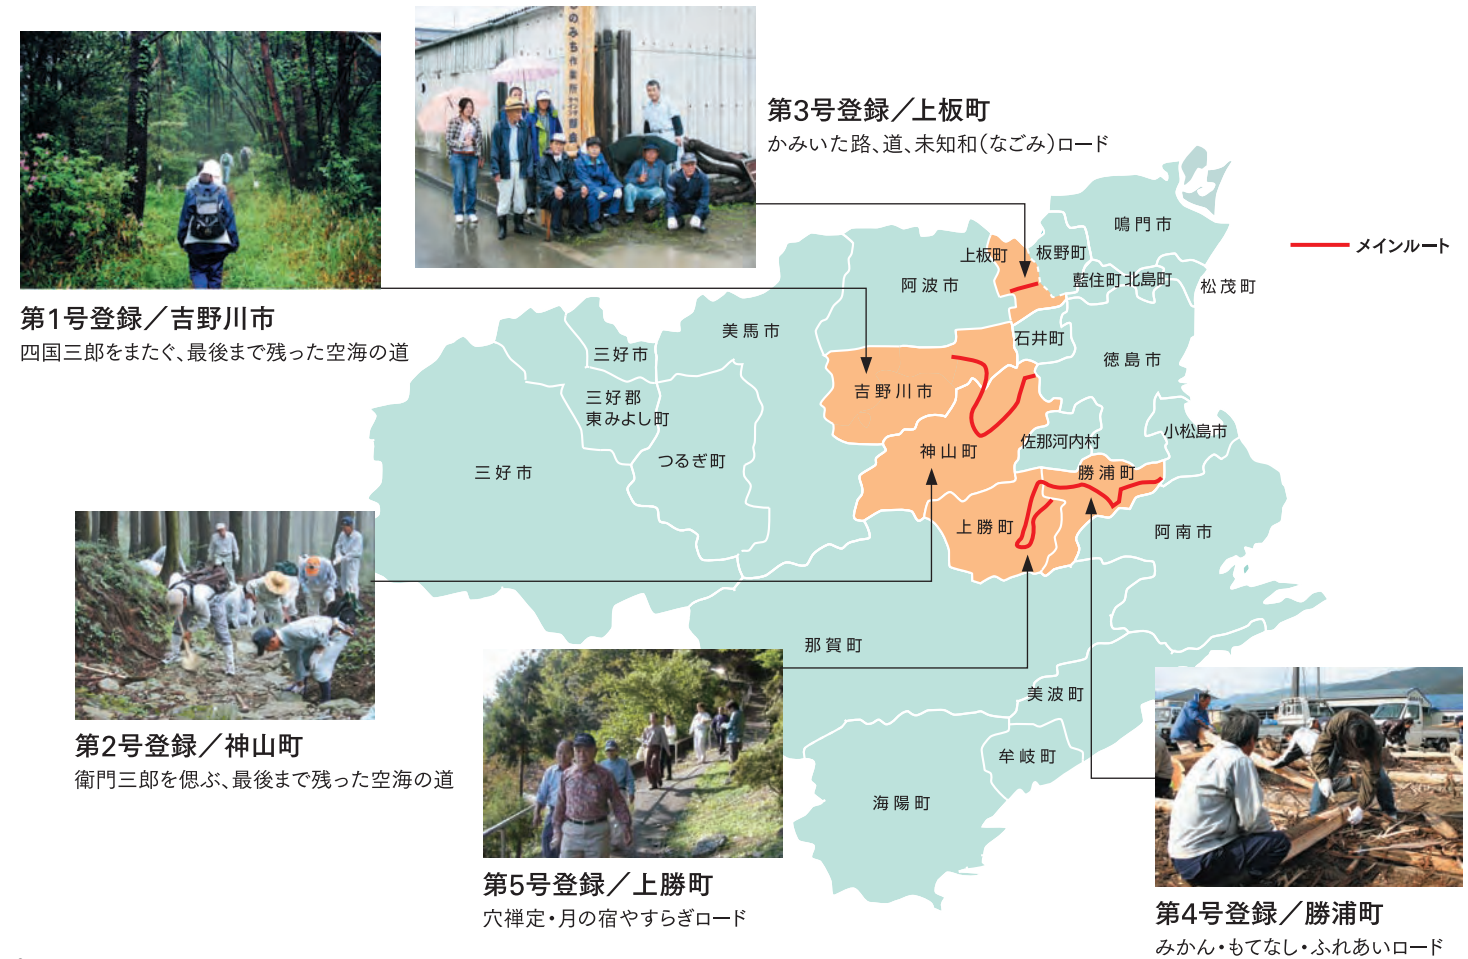 のみち作業所
第3号登録／上板町
かみいた路、道、未知和（なごみ）ロード
第1号登録／吉野川市
四国三郎をまたぐ、最後まで残った空海の道
メインルート
鳴門市
上板町
板野町
藍住町
北島町
松茂町
阿波市
美馬市
石井町
徳島市
三好市
三好郡
東みよし町
吉野川市
小松島市
佐那河内村
神山町
つるぎ町
三好市
勝浦町
上勝町
阿南市
那賀町
美波町
牟岐町
海陽町
第2号登録／神山町
衛門三郎を偲ぶ、最後まで残った空海の道
第5号登録／上勝町
穴禅定・月の宿やすらぎロード
第4号登録／勝浦町
みかん・もてなし・ふれあいロード